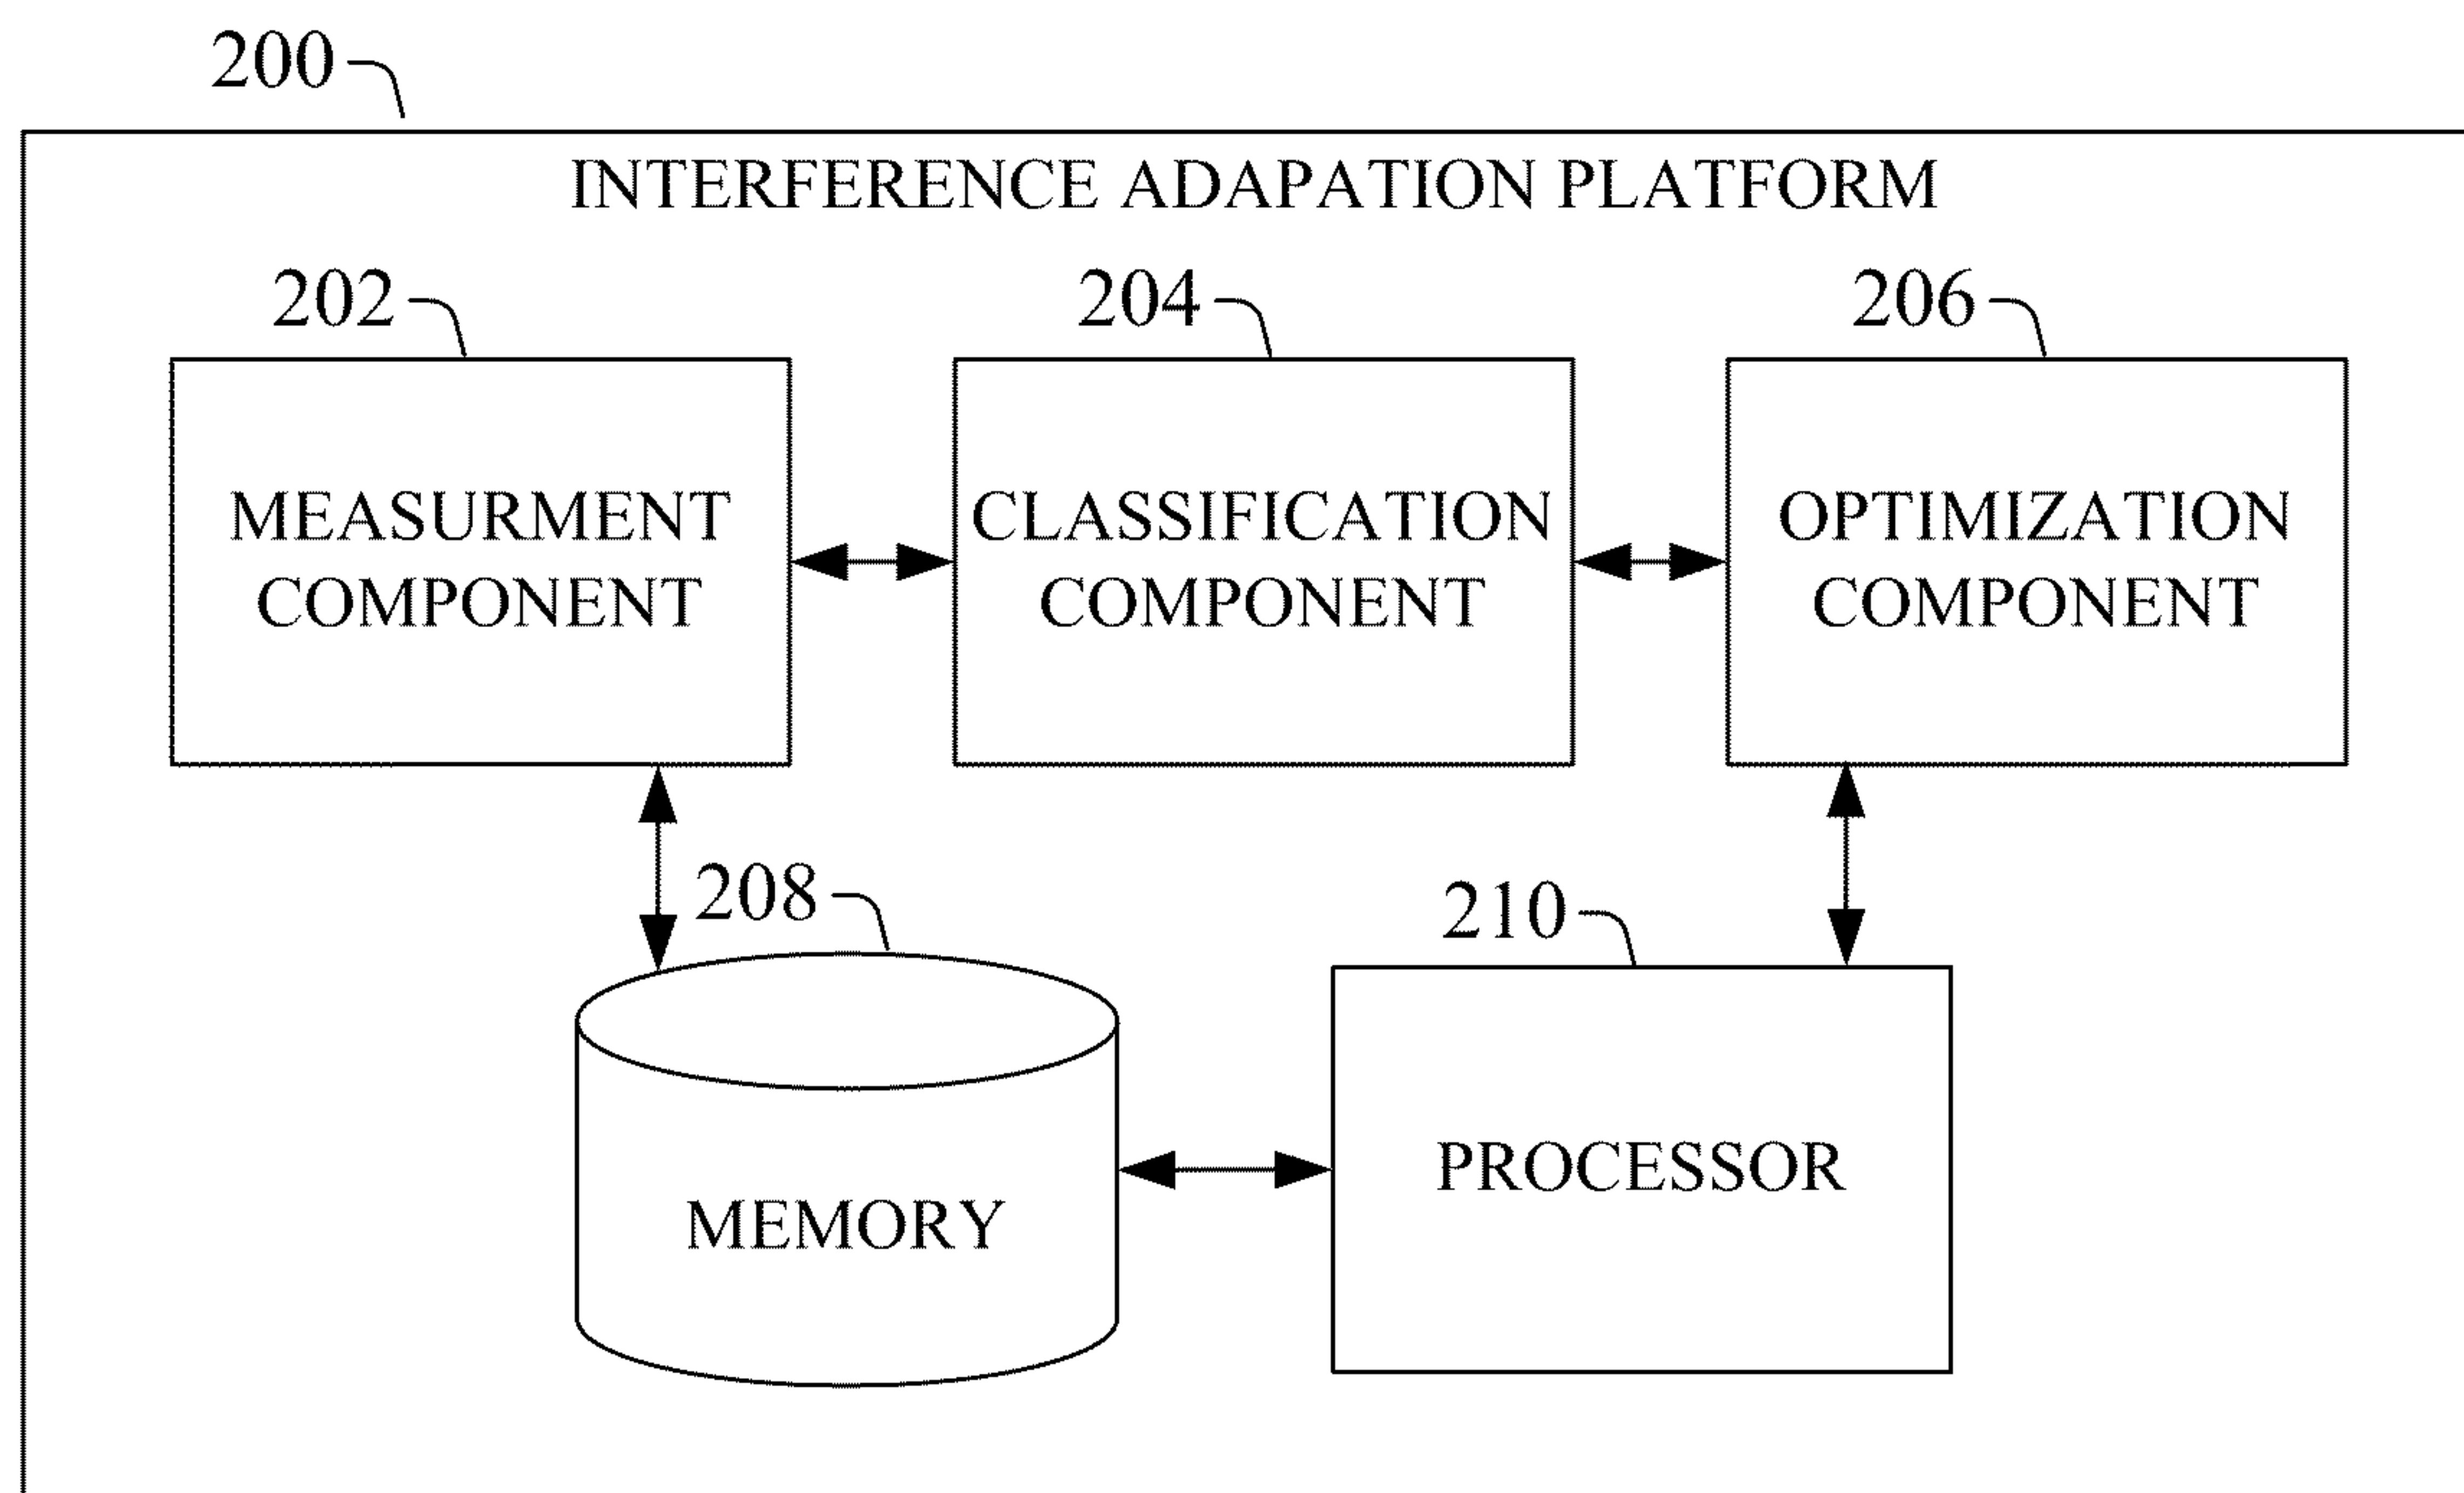 200
INTERFERENCE ADAPATION PLATFORM
202
204
206
MEASURMENT
COMPONENT
CLASSIFICATION
COMPONENT
OPTIMIZATION
COMPONENT
208
210
MEMORY
PROCESSOR